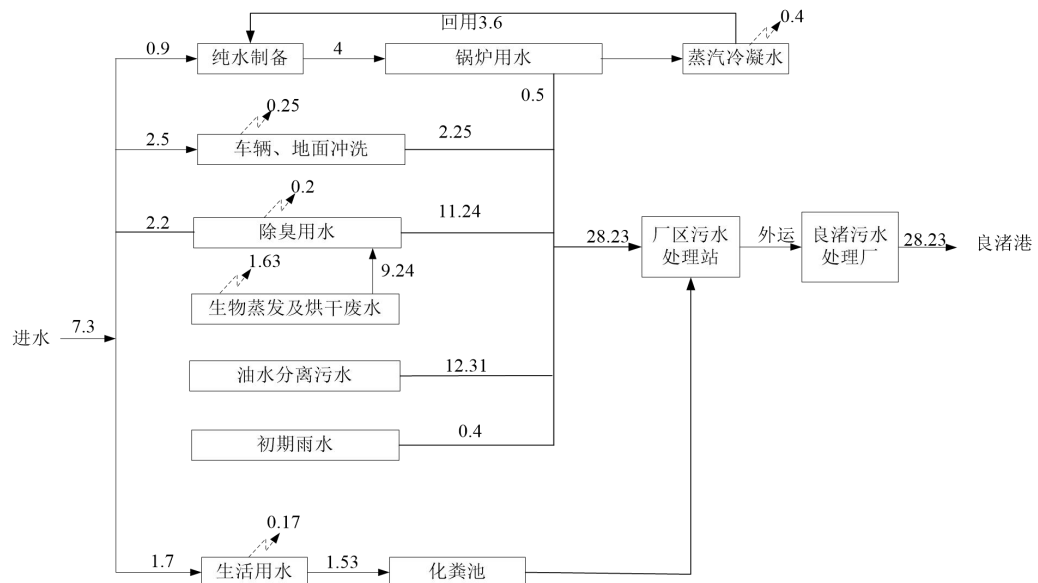 回用3.6
0.4
0.9
纯水制备
4
锅炉用水
蒸汽冷凝水
0.5
0.25
2.5
车辆、地面冲洗
2.25
0.2
2.2
除臭用水
11.24
28.23
厂区污水
处理站
外运
良渚污水
处理厂
28.23
良渚港
1.63
9.24
生物蒸发及烘干废水
进水
7.3
油水分离污水
12.31
初期雨水
0.4
0.17
1.7
生活用水
1.53
化粪池